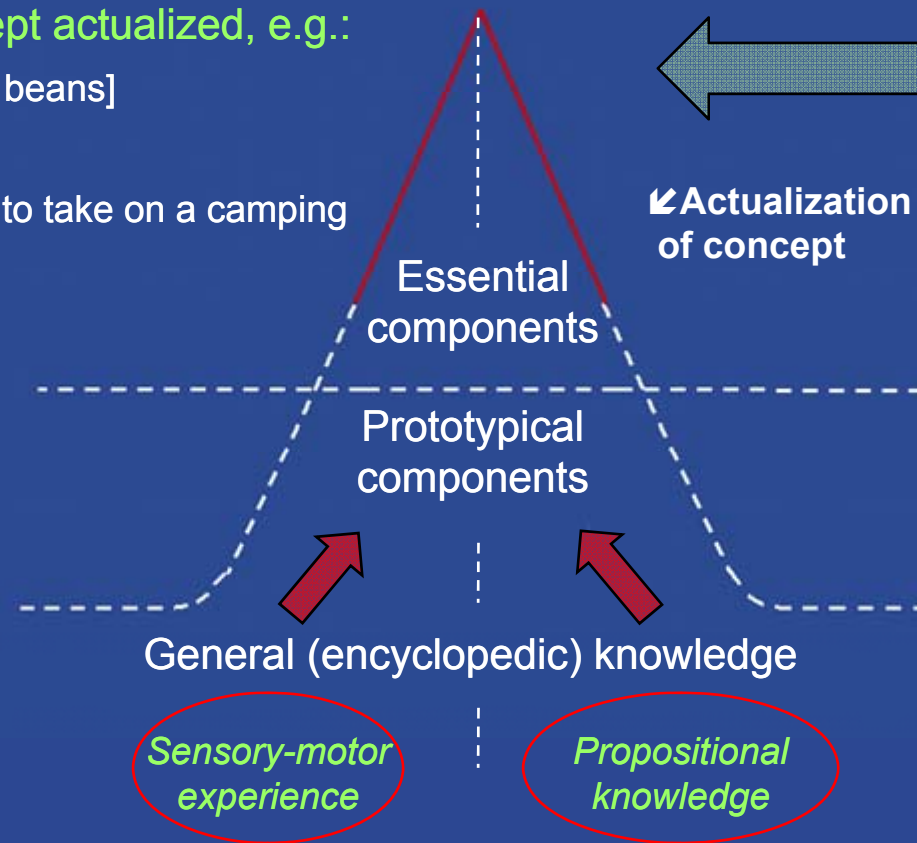 ept actualized, e.g.:
beans]
to take on a camping
↙Actualization
of concept
Essential
components
Prototypical
components
General (encyclopedic) knowledge
Sensory-motor
experience
Propositional
knowledge